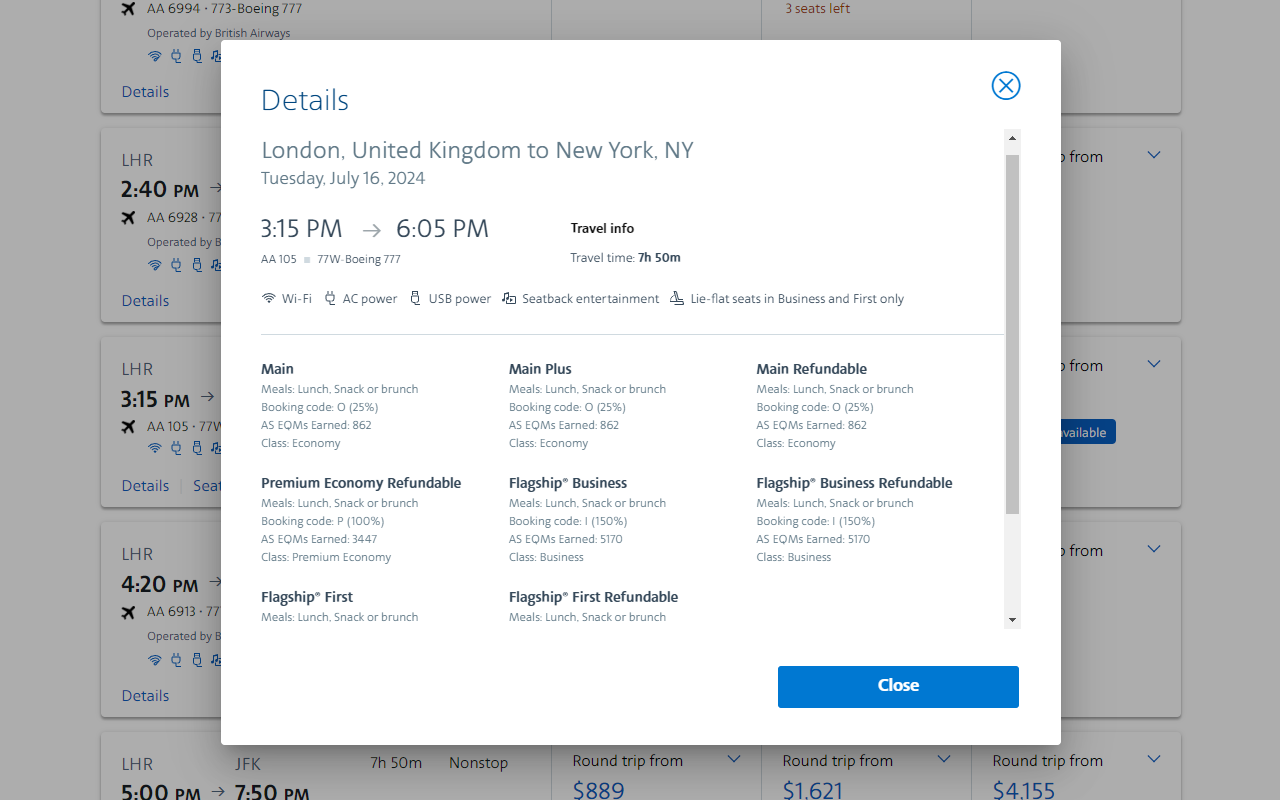 AA 6994 · 773-Boeing 777
3 seats left
Operated by British Airways
Details
LHR
2:40 PM
AA 6928 · 77
Operated by B
Details
from
LHR
3:15 PM
AA 105 · 77W
Details
Seat
from
available
LHR
4:20 PM
AA 6913 · 77
Operated by B
Details
from
Details
London, United Kingdom to New York, NY
Tuesday, July 16, 2024
3:15 PM → 6:05 PM
Travel info
AA 105 77W-Boeing 777
Travel time: 7h 50m
Wi-Fi AC power USB power Seatback entertainment Lie-flat seats in Business and First only
Main
Meals: Lunch, Snack or brunch
Booking code: O (25%)
AS EQMs Earned: 862
Class: Economy
Main Plus
Meals: Lunch, Snack or brunch
Booking code: O (25%)
AS EQMs Earned: 862
Class: Economy
Main Refundable
Meals: Lunch, Snack or brunch
Booking code: O (25%)
AS EQMs Earned: 862
Class: Economy
Premium Economy Refundable
Meals: Lunch, Snack or brunch
Booking code: P (100%)
AS EQMs Earned: 3447
Class: Premium Economy
Flagship® Business
Meals: Lunch, Snack or brunch
Booking code: I (150%)
AS EQMs Earned: 5170
Class: Business
Flagship® Business Refundable
Meals: Lunch, Snack or brunch
Booking code: I (150%)
AS EQMs Earned: 5170
Class: Business
Flagship® First
Meals: Lunch, Snack or brunch
Flagship® First Refundable
Meals: Lunch, Snack or brunch
Close
LHR JFK 7h 50m Nonstop
5:00 PM → 7:50 PM
Round trip from
$889
Round trip from
$1,621
Round trip from
$4,155